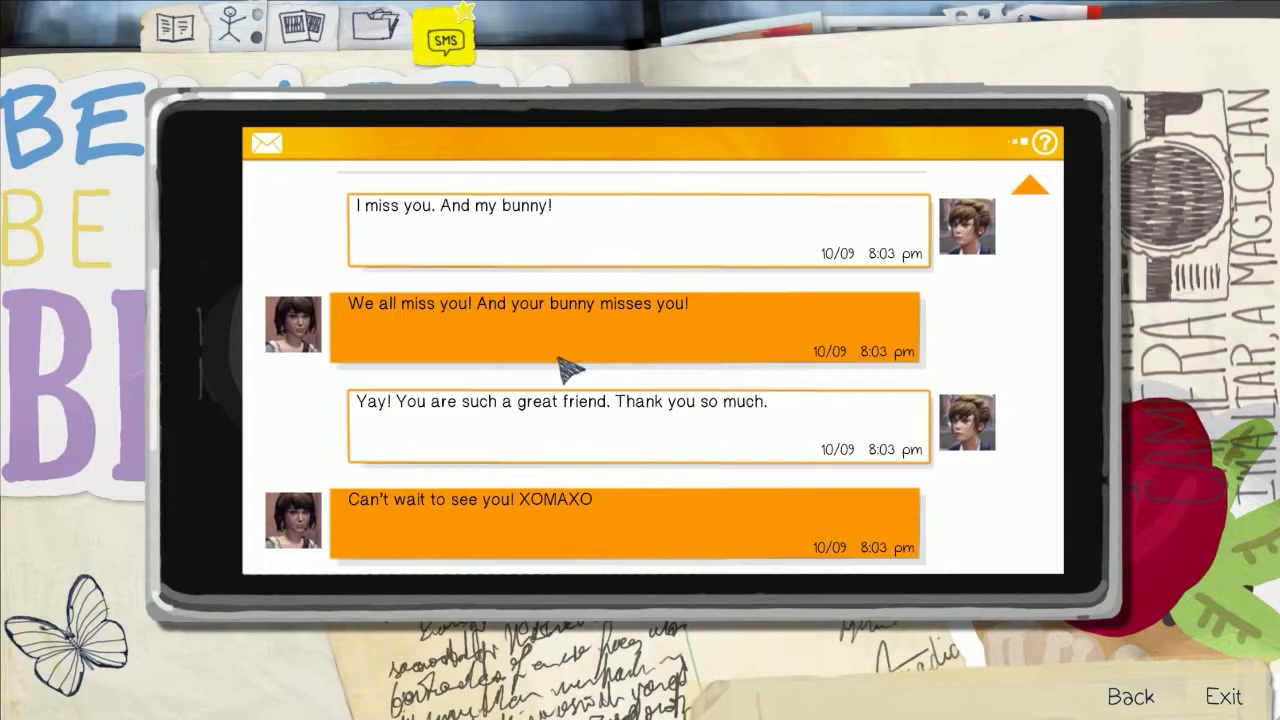 SMS
BE
BE
I miss you. And my bunny!
10/09 8:03 pm
We all miss you! And your bunny misses you!
10/09 8:03 pm
Yay! You are such a great friend. Thank you so much.
10/09 8:03 pm
Can't wait to see you! XOMAXO
10/09 8:03 pm
CAMERA
LIAR, A MAGICIAN
Back
Exit